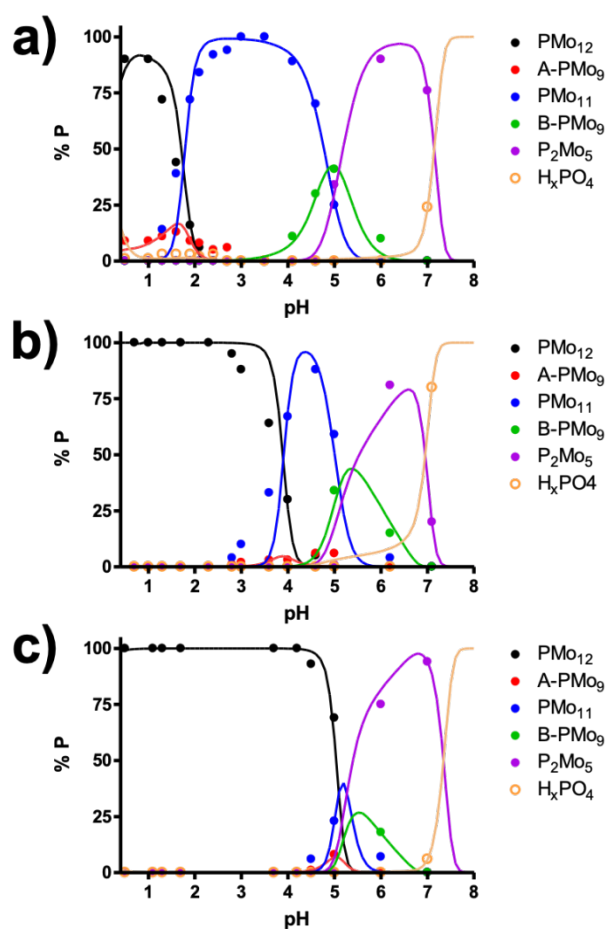 a)
% P
100
75
50
25
0
1 2 3 4 5 6 7 8
pH
PMo₁₂
A-PMo₉
PMo₁₁
B-PMo₉
P₂Mo₅
HₓPO₄
b)
% P
100
75
50
25
0
1 2 3 4 5 6 7 8
pH
PMo₁₂
A-PMo₉
PMo₁₁
B-PMo₉
P₂Mo₅
HₓPO4
c)
% P
100
75
50
25
0
1 2 3 4 5 6 7 8
pH
PMo₁₂
A-PMo₉
PMo₁₁
B-PMo₉
P₂Mo₅
HₓPO₄